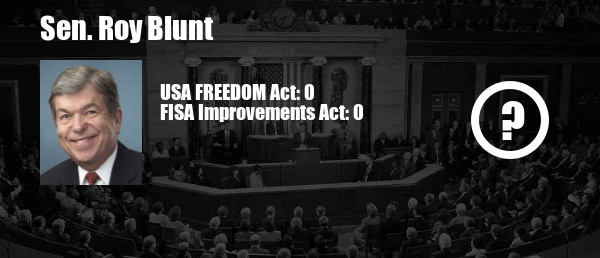 Sen. Roy Blunt
USA FREEDOM Act: 0
FISA Improvements Act: 0
?